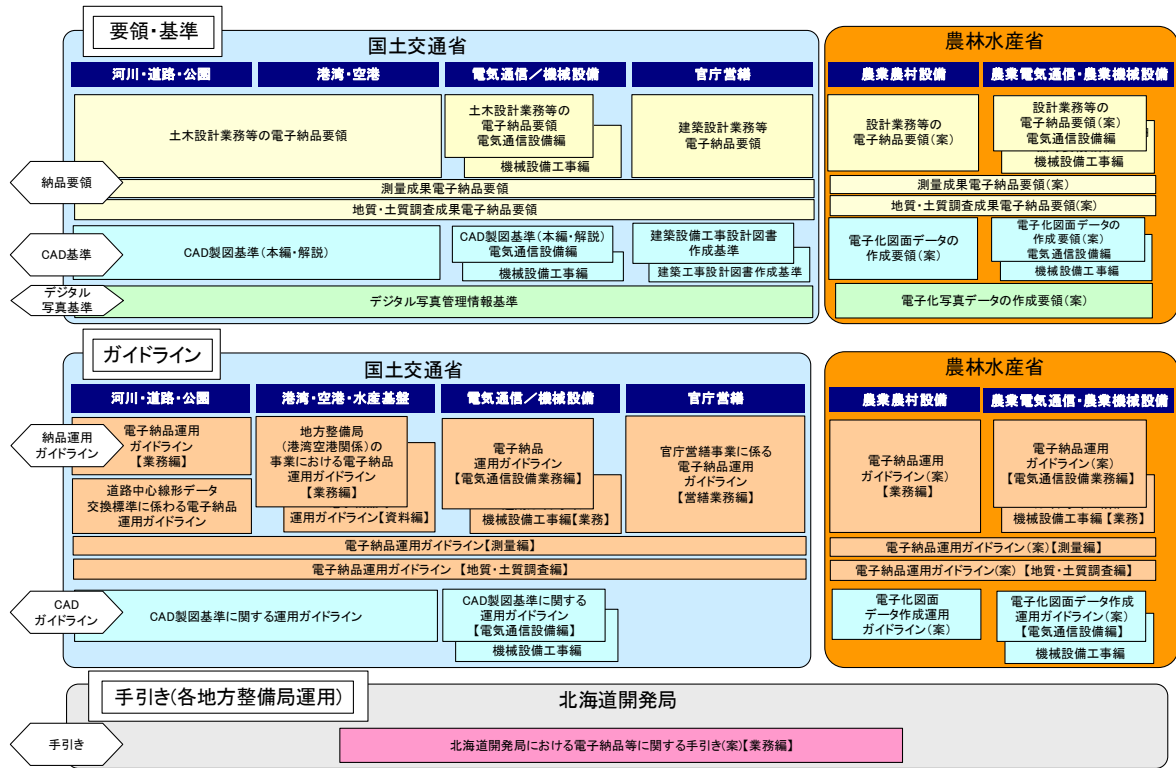 要領・基準
国土交通省
農林水産省
河川・道路・公園
港湾・空港
電気通信／機械設備
官庁営繕
農業農村設備
農業電気通信・農業機械設備
納品要領
土木設計業務等の電子納品要領
土木設計業務等の
電子納品要領
電気通信設備編
機械設備工事編
建築設計業務等
電子納品要領
設計業務等の
電子納品要領(案)
設計業務等の
電子納品要領(案)
電気通信設備編
機械設備工事編
測量成果電子納品要領
測量成果電子納品要領(案)
地質・土質調査成果電子納品要領
地質・土質調査成果電子納品要領(案)
CAD基準
CAD製図基準(本編・解説)
CAD製図基準(本編・解説)
電気通信設備編
機械設備工事編
建築設備工事設計図書
作成基準
建築工事設計図書作成基準
電子化図面データの
作成要領(案)
電子化図面データの
作成要領(案)
電気通信設備編
機械設備工事編
デジタル
写真基準
デジタル写真管理情報基準
電子化写真データの作成要領(案)
ガイドライン
国土交通省
農林水産省
河川・道路・公園
港湾・空港・水産基盤
電気通信／機械設備
官庁営繕
農業農村設備
農業電気通信・農業機械設備
納品運用
ガイドライン
電子納品運用
ガイドライン
【業務編】
道路中心線形データ
交換標準に係わる電子納品
運用ガイドライン
地方整備局
(港湾空港関係)の
事業における電子納品
運用ガイドライン
【業務編】
運用ガイドライン【資料編】
電子納品
運用ガイドライン
【電気通信設備業務編】
機械設備工事編【業務】
官庁営繕事業に係る
電子納品運用
ガイドライン
【営繕業務編】
電子納品運用
ガイドライン(案)
【業務編】
電子納品運用
ガイドライン(案)
【電気通信設備業務編】
機械設備工事編【業務】
電子納品運用ガイドライン【測量編】
電子納品運用ガイドライン(案)【測量編】
電子納品運用ガイドライン 【地質・土質調査編】
電子納品運用ガイドライン(案) 【地質・土質調査編】
CAD
ガイドライン
CAD製図基準に関する運用ガイドライン
CAD製図基準に関する
運用ガイドライン
【電気通信設備編】
機械設備工事編
電子化図面
データ作成運用
ガイドライン(案)
電子化図面データ作成
運用ガイドライン(案)
【電気通信設備編】
機械設備工事編
手引き(各地方整備局運用)
北海道開発局
手引き
北海道開発局における電子納品等に関する手引き(案)【業務編】